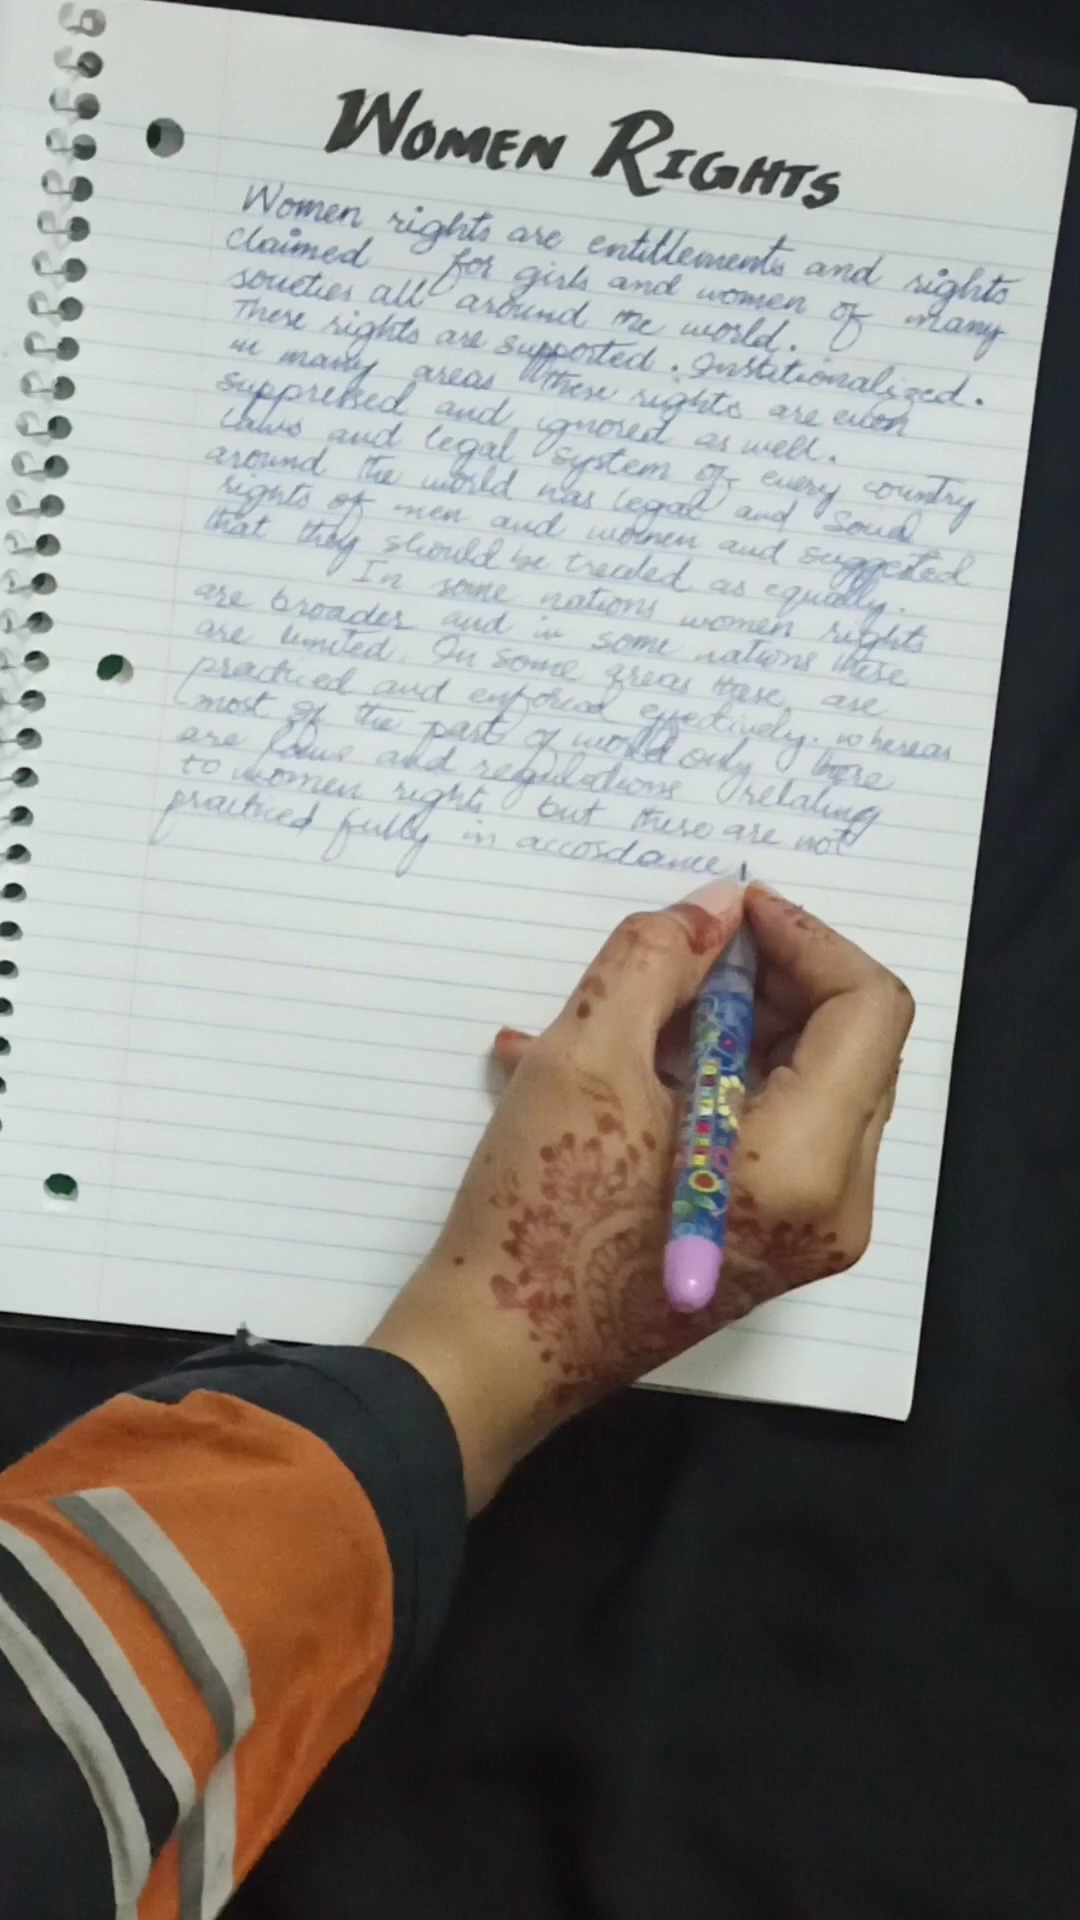 WOMEN RIGHTS
Women rights are entitlements and rights
claimed for girls and women of many
societies all around the world.
These rights are supported. Instationalized.
in many areas these rights are even
suppressed and ignored as well.
Laws and legal system of every country
around the world has legal and Social
rights of men and women and suggested
that they should be treated as equally.
In some nations women rights
are broader and in some nations these
are limited. In some areas these are
practiced and enforced effectively. whereas
most of the part of world only there
are laws and regulations relating
to women rights but these are not
practiced fully in accordance